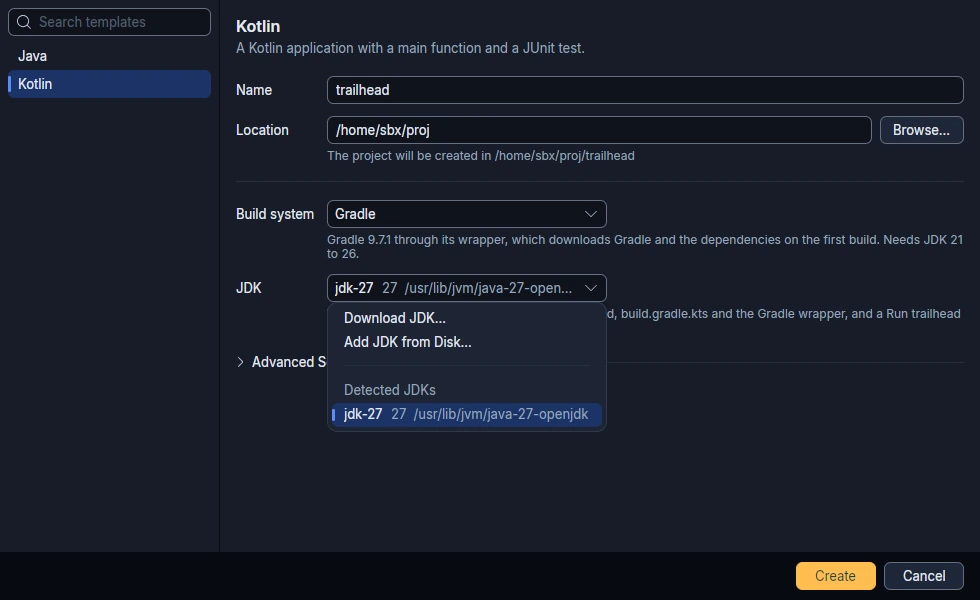 Search templates
Java
Kotlin
Kotlin
A Kotlin application with a main function and a JUnit test.
Name
trailhead
Location
/home/sbx/proj
Browse...
The project will be created in /home/sbx/proj/trailhead
Build system
Gradle
Gradle 9.7.1 through its wrapper, which downloads Gradle and the dependencies on the first build. Needs JDK 21
to 26.
JDK
jdk-27 27 /usr/lib/jvm/java-27-open...
d, build.gradle.kts and the Gradle wrapper, and a Run trailhead
Download JDK...
Add JDK from Disk...
Advanced S
Detected JDKs
jdk-27 27 /usr/lib/jvm/java-27-openjdk
Create
Cancel